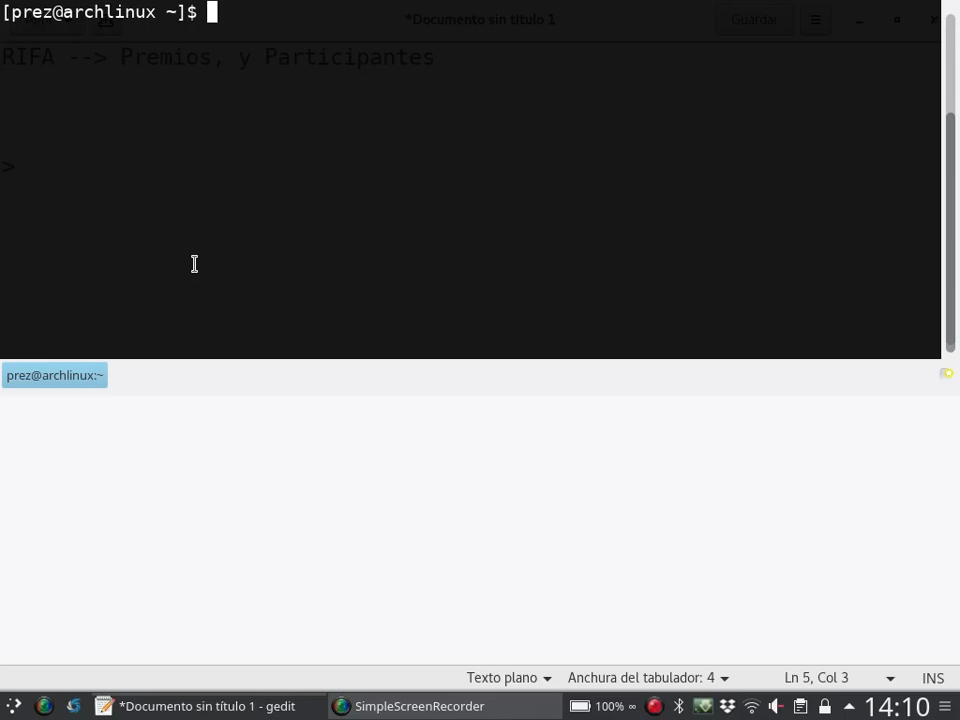 [prez@archlinux ~]$
*Documento sin título 1
Guardar
RIFA --> Premios, y Participantes
>
prez@archlinux:~
Texto plano
Anchura del tabulador: 4
Ln 5, Col 3
INS
*Documento sin título 1 - gedit
SimpleScreenRecorder
100% ∞
14:10